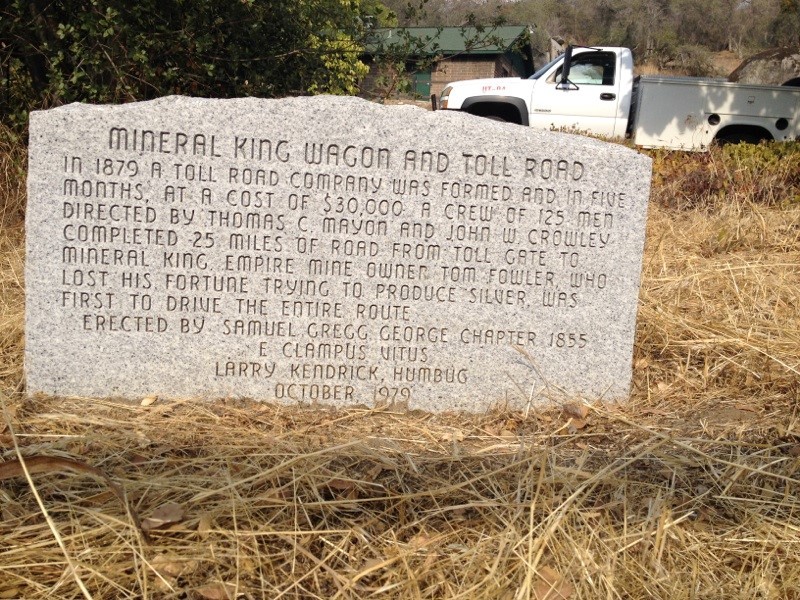 MINERAL KING WAGON AND TOLL ROAD
IN 1879 A TOLL ROAD COMPANY WAS FORMED AND IN FIVE
MONTHS, AT A COST OF $30,000, A CREW OF 125 MEN
DIRECTED BY THOMAS C. MAYON AND JOHN W. CROWLEY
COMPLETED 25 MILES OF ROAD FROM TOLL GATE TO
MINERAL KING. EMPIRE MINE OWNER TOM FOWLER, WHO
LOST HIS FORTUNE TRYING TO PRODUCE SILVER, WAS
FIRST TO DRIVE THE ENTIRE ROUTE
ERECTED BY SAMUEL GREGG GEORGE CHAPTER 1855
E CLAMPUS VITUS
LARRY KENDRICK, HUMBUG
OCTOBER 1979